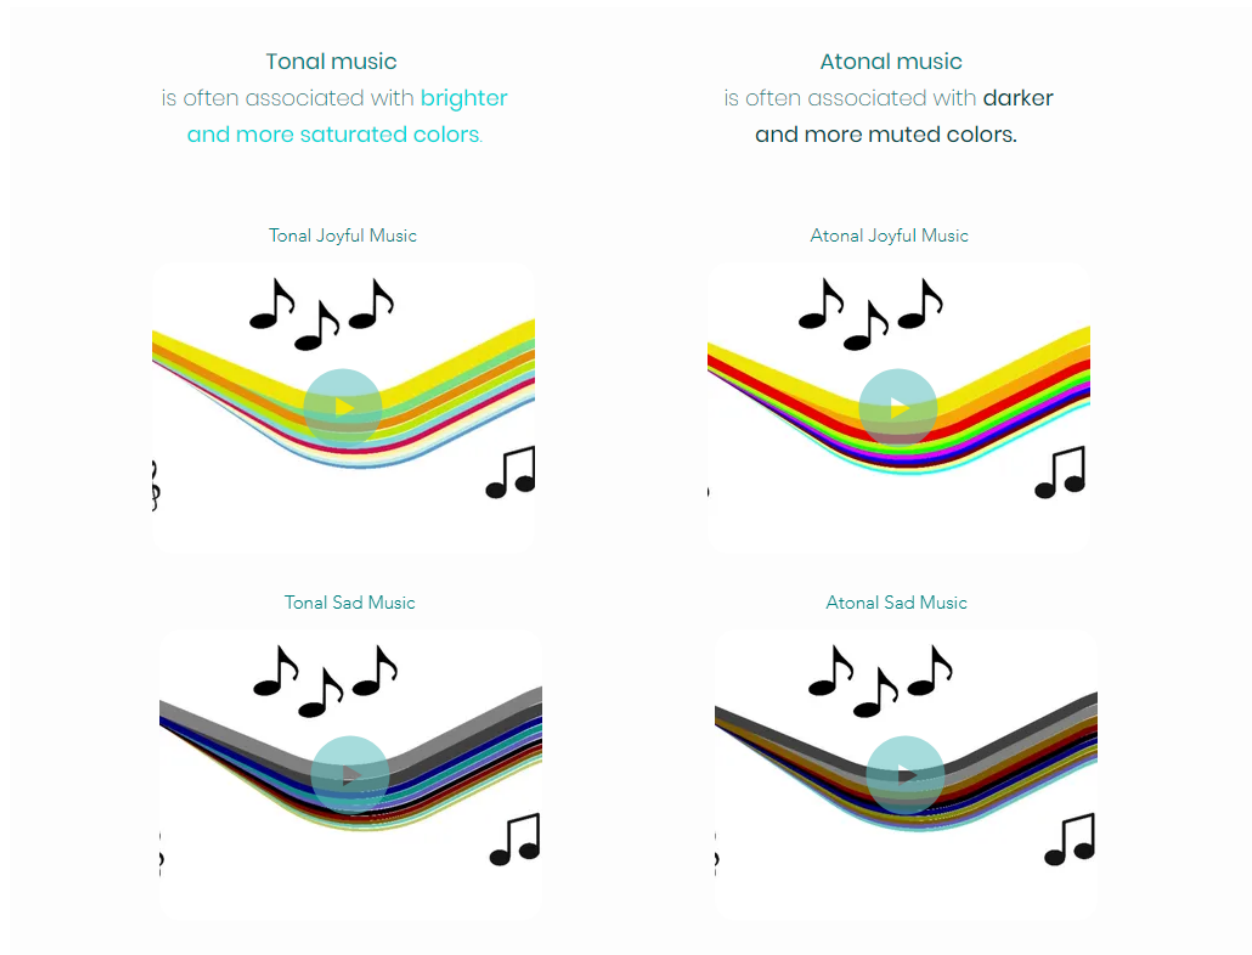 Tonal music
is often associated with brighter
and more saturated colors.
Atonal music
is often associated with darker
and more muted colors.
Tonal Joyful Music
Atonal Joyful Music
Tonal Sad Music
Atonal Sad Music